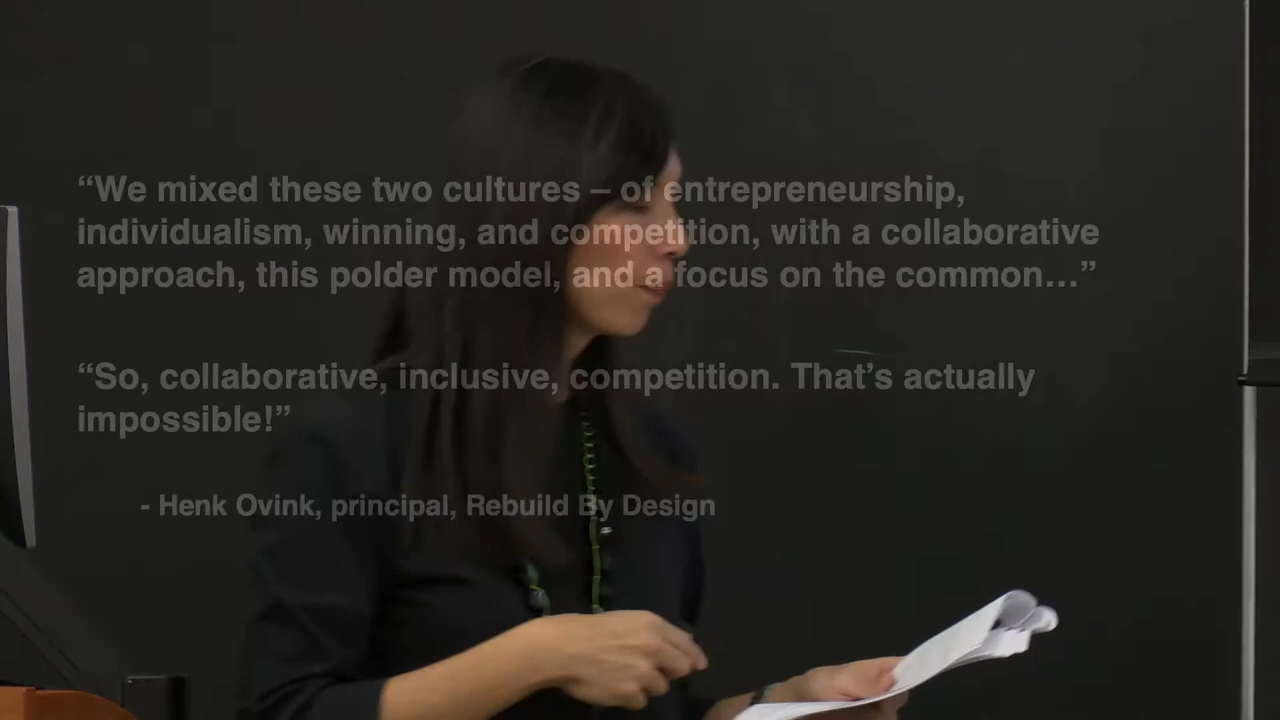 “We mixed these two cultures – of entrepreneurship,
individualism, winning, and competition, with a collaborative
approach, this polder model, and a focus on the common…”
“So, collaborative, inclusive, competition. That’s actually
impossible!”
- Henk Ovink, principal, Rebuild By Design